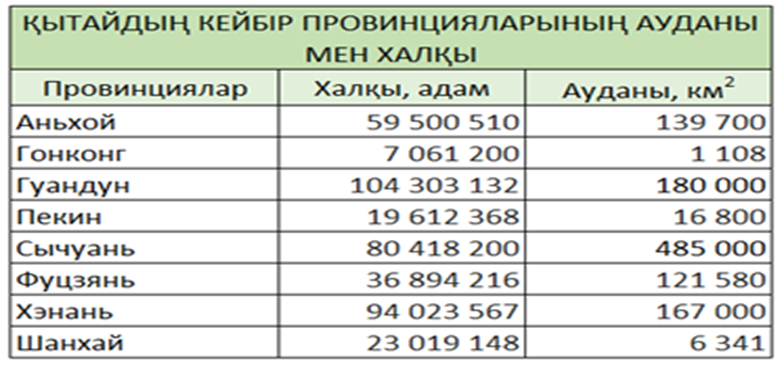 ҚЫТАЙДЫҢ КЕЙБІР ПРОВИНЦИЯЛАРЫНЫҢ АУДАНЫ
МЕН ХАЛҚЫ
Провинциялар Халқы, адам Ауданы, км²
Аньхой 59 500 510 139 700
Гонконг 7 061 200 1 108
Гуандун 104 303 132 180 000
Пекин 19 612 368 16 800
Сычуань 80 418 200 485 000
Фуцзянь 36 894 216 121 580
Хэнань 94 023 567 167 000
Шанхай 23 019 148 6 341